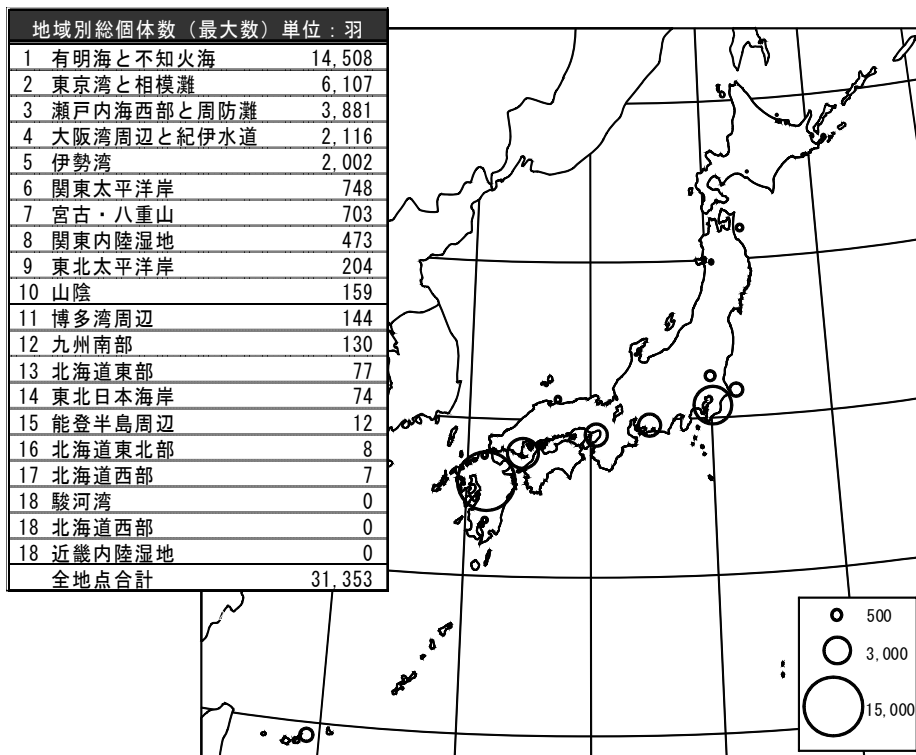 地域別総個体数（最大数）単位：羽
1 有明海と不知火海 14,508
2 東京湾と相模灘 6,107
3 瀬戸内海西部と周防灘 3,881
4 大阪湾周辺と紀伊水道 2,116
5 伊勢湾 2,002
6 関東太平洋岸 748
7 宮古・八重山 703
8 関東内陸湿地 473
9 東北太平洋岸 204
10 山陰 159
11 博多湾周辺 144
12 九州南部 130
13 北海道東部 77
14 東北日本海岸 74
15 能登半島周辺 12
16 北海道東北部 8
17 北海道西部 7
18 駿河湾 0
18 北海道西部 0
18 近畿内陸湿地 0
全地点合計 31,353
500
3,000
15,000